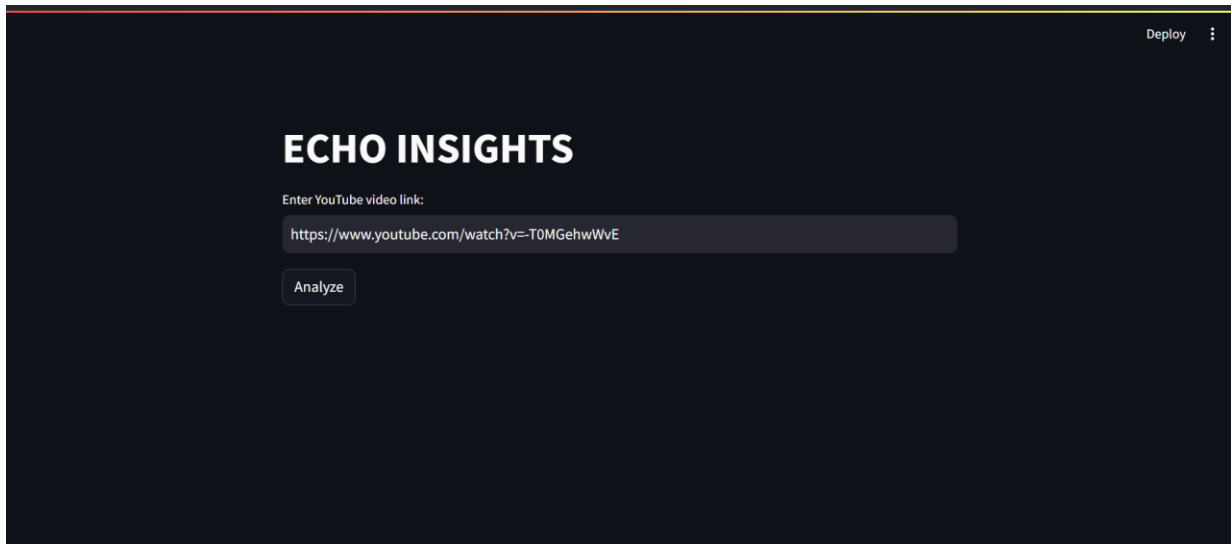 Deploy
ECHO INSIGHTS
Enter YouTube video link:
https://www.youtube.com/watch?v=-T0MGehwWvE
Analyze